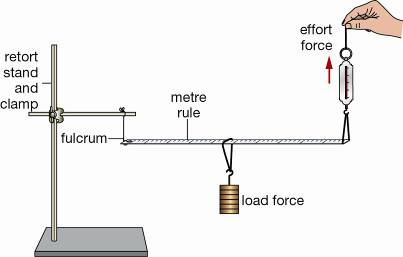 effort
force
retort
stand
and
clamp
metre
rule
fulcrum
load force